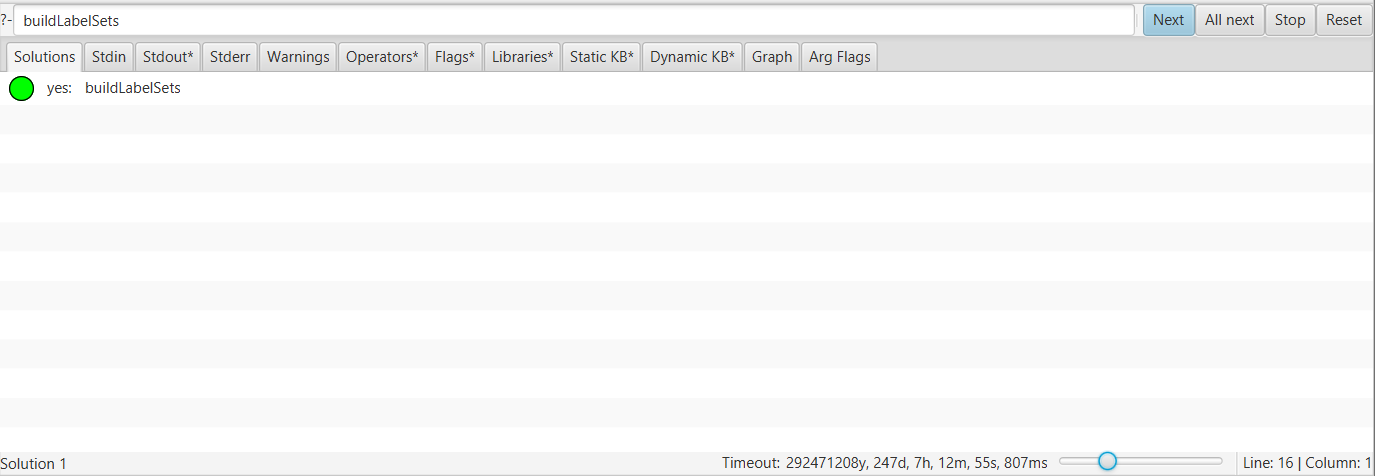 ?- buildLabelSets Next All next Stop Reset
Solutions Stdin Stdout* Stderr Warnings Operators* Flags* Libraries* Static KB* Dynamic KB* Graph Arg Flags
yes: buildLabelSets
Solution 1 Timeout: 292471208y, 247d, 7h, 12m, 55s, 807ms Line: 16 | Column: 1